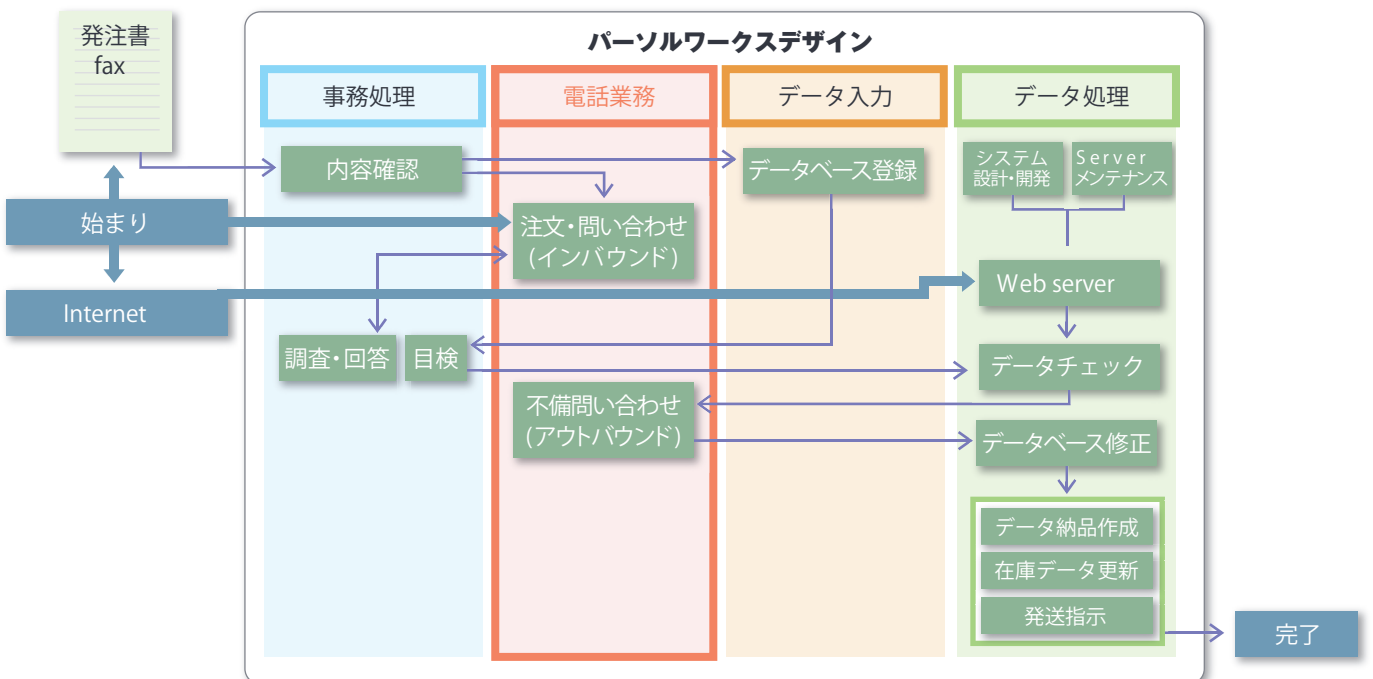 発注書
fax
パーソルワークスデザイン
事務処理
電話業務
データ入力
データ処理
内容確認
データベース登録
システム
設計・開発
Server
メンテナンス
始まり
注文・問い合わせ
(インバウンド)
Internet
Web server
調査・回答
目検
データチェック
不備問い合わせ
(アウトバウンド)
データベース修正
データ納品作成
在庫データ更新
発送指示
完了